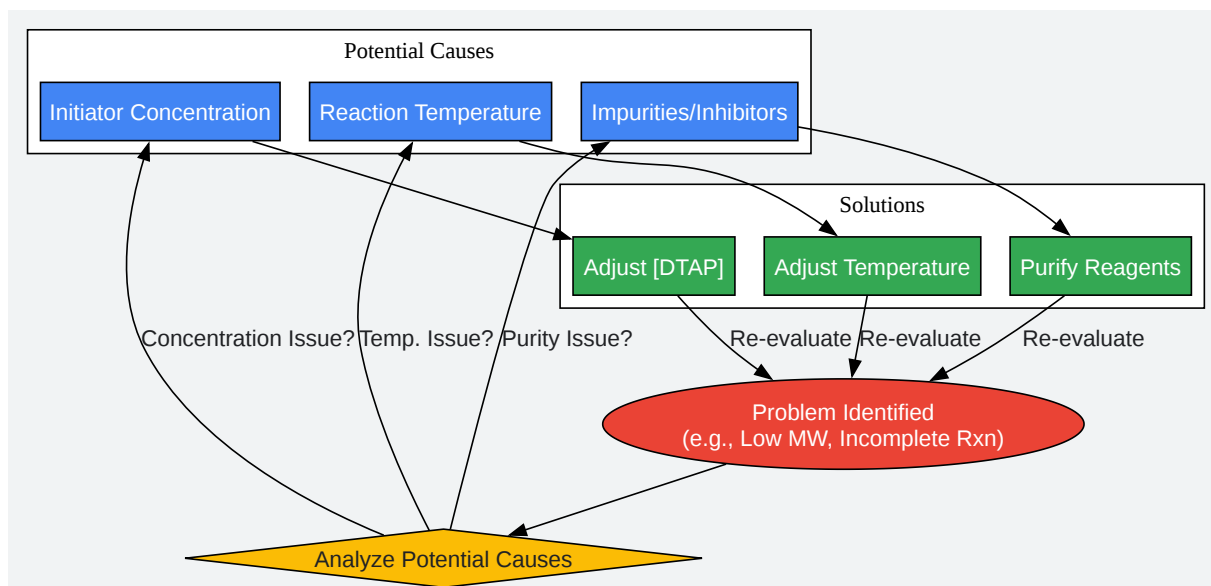 Potential Causes
Initiator Concentration
Reaction Temperature
Impurities/Inhibitors
Solutions
Adjust [DTAP]
Adjust Temperature
Purify Reagents
Concentration Issue?
Temp. Issue?
Purity Issue?
Re-evaluate
Re-evaluate
Re-evaluate
Problem Identified
(e.g., Low MW, Incomplete Rxn)
Analyze Potential Causes